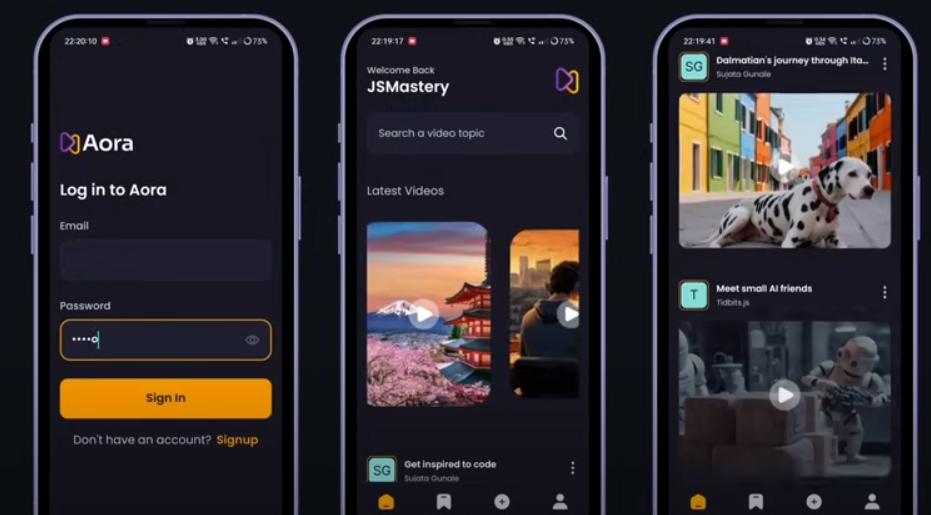 22:20:10
73%
Aora
Log in to Aora
Email
Password
Sign In
Don't have an account? Signup
22:19:17
73%
Welcome Back
JSMastery
Search a video topic
Latest Videos
SG
Get inspired to code
Sujata Gunale
22:19:41
73%
SG
Dalmatian's journey through Ita...
Sujata Gunale
T
Meet small AI friends
Tidbits.js